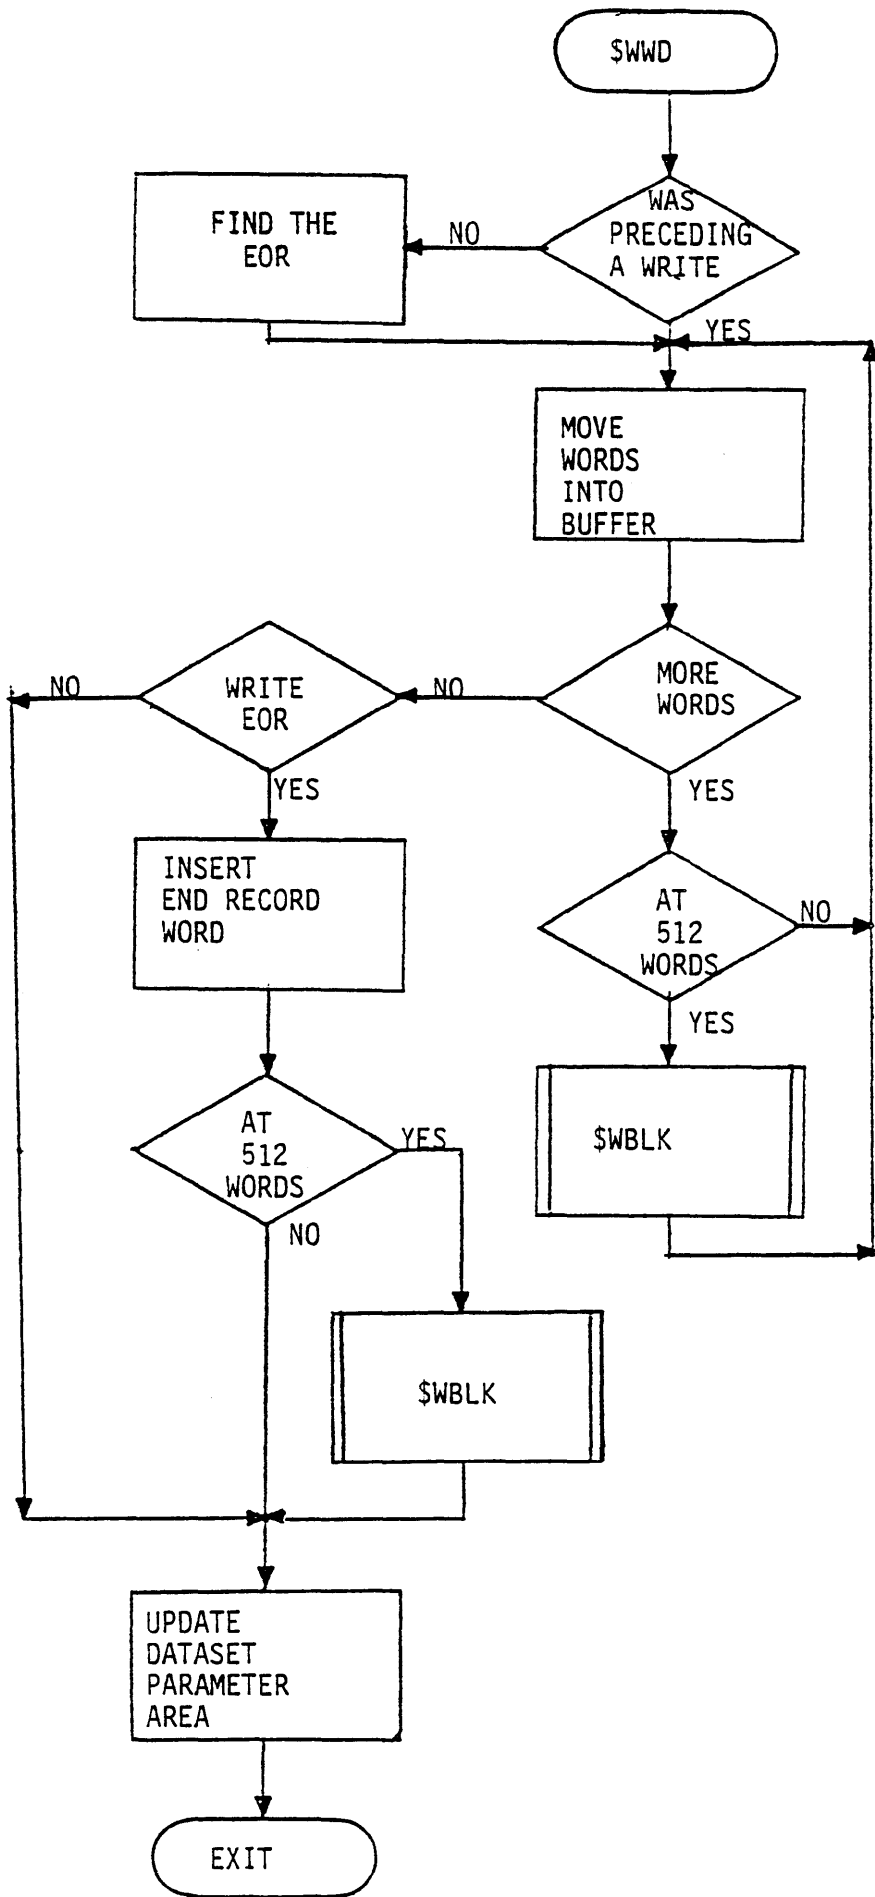 $WWD
WAS
PRECEDING
A WRITE
NO
FIND THE
EOR
YES
MOVE
WORDS
INTO
BUFFER
MORE
WORDS
NO
WRITE
EOR
NO
YES
YES
INSERT
END RECORD
WORD
AT
512
WORDS
NO
YES
$WBLK
AT
512
WORDS
YES
NO
$WBLK
UPDATE
DATASET
PARAMETER
AREA
EXIT